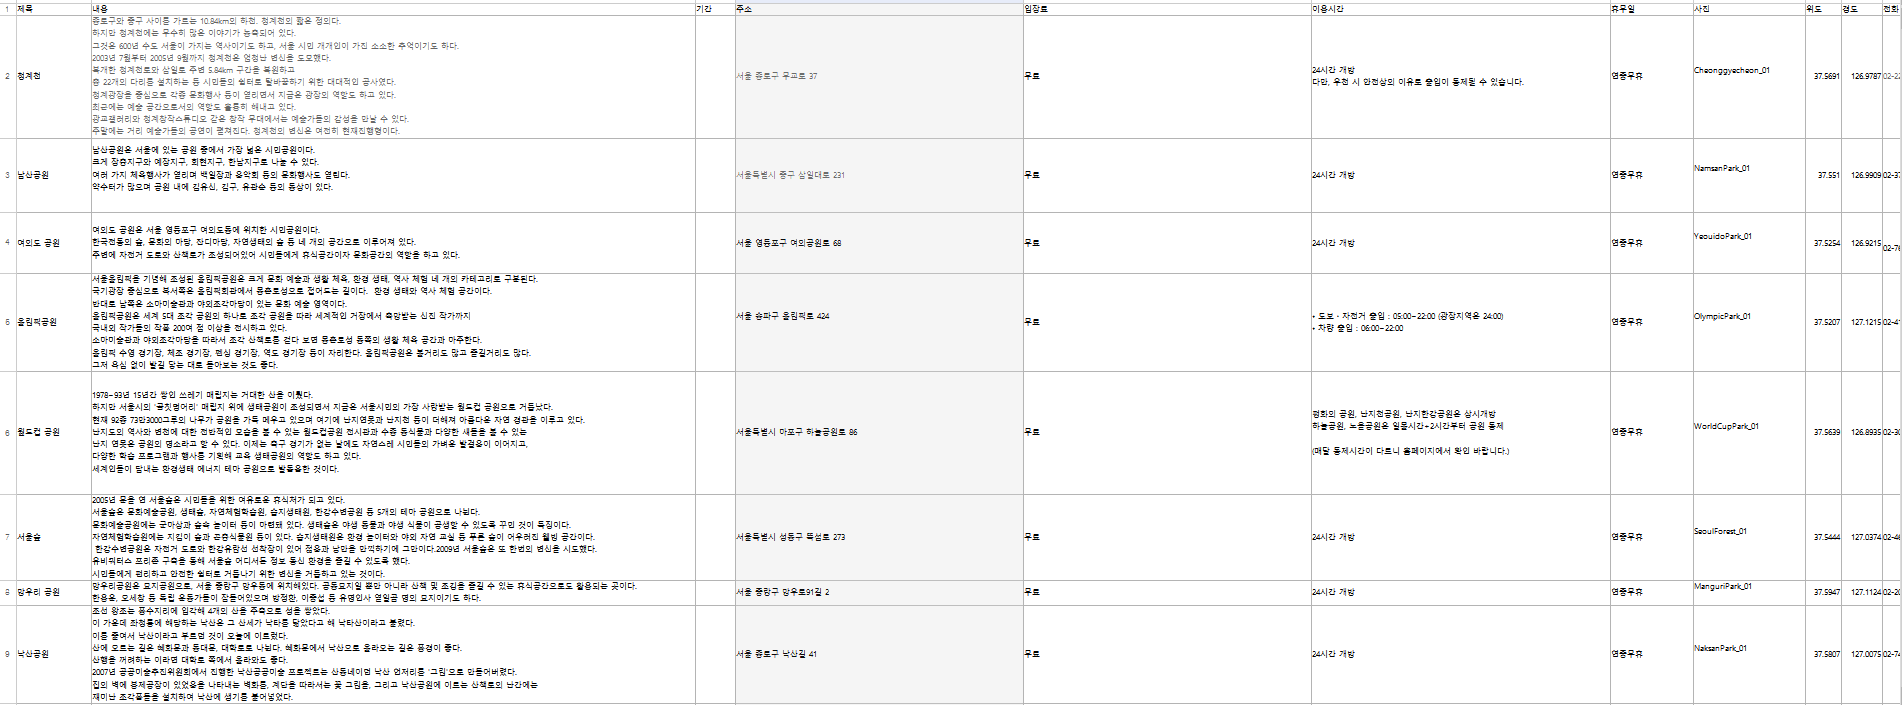 1 제목 내용 기간 주소 입장료 이용시간 휴무일 사진 위도 경도 전화
종로구와 중구 사이를 가르는 10.84km의 하천. 청계천의 짧은 정의다.
하지만 청계천에는 무수히 많은 이야기가 농축되어 있다.
그것은 600년 수도 서울이 가지는 역사이기도 하고, 서울 시민 개개인이 가진 소소한 추억이기도 하다.
2003년 7월부터 2005년 9월까지 청계천은 엄청난 변신을 도모했다.
복개한 청계천로와 삼일로 주변 5.84km 구간을 복원하고
2 청계천
총 22개의 다리를 설치하는 등 시민들의 쉼터로 탈바꿈하기 위한 대대적인 공사였다.
청계광장을 중심으로 각종 문화행사 등이 열리면서 지금은 광장의 역할도 하고 있다.
최근에는 예술 공간으로서의 역할도 훌륭히 해내고 있다.
광교갤러리와 청계창작스튜디오 같은 창작 무대에서는 예술가들의 감성을 만날 수 있다.
주말에는 거리 예술가들의 공연이 펼쳐진다. 청계천의 변신은 여전히 현재진행형이다.
서울 종로구 무교로 37
무료
24시간 개방
다만, 우천 시 안전상의 이유로 출입이 통제될 수 있습니다.
연중무휴
Cheonggyecheon_01
37.5691 126.9787 02-22
3 남산공원
남산공원은 서울에 있는 공원 중에서 가장 넓은 시민공원이다.
크게 장충지구와 예장지구, 회현지구, 한남지구로 나눌 수 있다.
여러 가지 체육행사가 열리며 백일장과 음악회 등의 문화행사도 열린다.
약수터가 많으며 공원 내에 김유신, 김구, 유관순 등의 동상이 있다.
서울특별시 중구 삼일대로 231
무료
24시간 개방
연중무휴
NamsanPark_01
37.551 126.9909 02-37
4 여의도 공원
여의도 공원은 서울 영등포구 여의도동에 위치한 시민공원이다.
한국전통의 숲, 문화의 마당, 잔디마당, 자연생태의 숲 등 네 개의 공간으로 이루어져 있다.
주변에 자전거 도로와 산책로가 조성되어있어 시민들에게 휴식공간이자 문화공간의 역할을 하고 있다.
서울 영등포구 여의공원로 68
무료
24시간 개방
연중무휴
YeouidoPark_01
37.5254 126.9215 02-76
5 올림픽공원
서울올림픽을 기념해 조성된 올림픽공원은 크게 문화 예술과 생활 체육, 환경 생태, 역사 체험 네 개의 카테고리로 구분된다.
국기광장 중심으로 북서쪽은 올림픽회관에서 몽촌토성으로 접어드는 길이다. 환경 생태와 역사 체험 공간이다.
반대로 남쪽은 소마미술관과 야외조각마당이 있는 문화 예술 영역이다.
올림픽공원은 세계 5대 조각 공원의 하나로 조각 공원을 따라 세계적인 거장에서 촉망받는 신진 작가까지
국내외 작가들의 작품 200여 점 이상을 전시하고 있다.
소마미술관과 야외조각마당을 따라서 조각 산책로를 걷다 보면 몽촌토성 동쪽의 생활 체육 공간과 마주한다.
올림픽 수영 경기장, 체조 경기장, 펜싱 경기장, 역도 경기장 등이 자리한다. 올림픽공원은 볼거리도 많고 즐길거리도 많다.
그저 욕심 없이 발길 닿는 대로 돌아보는 것도 좋다.
서울 송파구 올림픽로 424
무료
• 도보 · 자전거 출입 : 05:00~22:00 (광장지역은 24:00)
• 차량 출입 : 06:00~22:00
연중무휴
OlympicPark_01
37.5207 127.1215 02-41
6 월드컵 공원
1978~93년 15년간 쌓인 쓰레기 매립지는 거대한 산을 이뤘다.
하지만 서울시의 '골칫덩어리' 매립지 위에 생태공원이 조성되면서 지금은 서울시민의 가장 사랑받는 월드컵 공원으로 거듭났다.
현재 92종 73만3000그루의 나무가 공원을 가득 메우고 있으며 여기에 난지연못과 난지천 등이 더해져 아름다운 자연 경관을 이루고 있다.
난지도의 역사와 변천에 대한 전반적인 모습을 볼 수 있는 월드컵공원 전시관과 수중 동식물과 다양한 새들을 볼 수 있는
난지 연못은 공원의 명소라고 할 수 있다. 이제는 축구 경기가 없는 날에도 자연스레 시민들의 가벼운 발걸음이 이어지고,
다양한 학습 프로그램과 행사를 기획해 교육 생태공원의 역할도 하고 있다.
세계인들이 탐내는 환경생태 에너지 테마 공원으로 발돋움한 것이다.
서울특별시 마포구 하늘공원로 86
무료
평화의 공원, 난지천공원, 난지한강공원은 상시개방
하늘공원, 노을공원은 일몰시간+2시간부터 공원 통제
(매달 통제시간이 다르니 홈페이지에서 확인 바랍니다.)
연중무휴
WorldCupPark_01
37.5639 126.8935 02-30
7 서울숲
2005년 문을 연 서울숲은 시민들을 위한 여유로운 휴식처가 되고 있다.
서울숲은 문화예술공원, 생태숲, 자연체험학습원, 습지생태원, 한강수변공원 등 5개의 테마 공원으로 나뉜다.
문화예술공원에는 군마상과 숲속 놀이터 등이 마련돼 있다. 생태숲은 야생 동물과 야생 식물이 공생할 수 있도록 꾸민 것이 특징이다.
자연체험학습원에는 지킴이 숲과 곤충식물원 등이 있다. 습지생태원은 환경 놀이터와 야외 자연 교실 등 푸른 숲이 어우러진 웰빙 공간이다.
한강수변공원은 자전거 도로와 한강유람선 선착장이 있어 젊음과 낭만을 만끽하기에 그만이다.2009년 서울숲은 또 한번의 변신을 시도했다.
유비쿼터스 프리존 구축을 통해 서울숲 어디서든 정보 통신 환경을 즐길 수 있도록 했다.
시민들에게 편리하고 안전한 쉼터로 거듭나기 위한 변신을 거듭하고 있는 것이다.
서울특별시 성동구 뚝섬로 273
무료
24시간 개방
연중무휴
SeoulForest_01
37.5444 127.0374 02-46
8 망우리 공원
망우리공원은 묘지공원으로, 서울 중랑구 망우동에 위치해있다. 공동묘지일 뿐만 아니라 산책 및 조깅을 즐길 수 있는 휴식공간으로도 활용되는 곳이다.
한용운, 오세창 등 독립 운동가들이 잠들어있으며 방정환, 이중섭 등 유명인사 열일곱 명의 묘지이기도 하다.
서울 중랑구 망우로91길 2
무료
24시간 개방
연중무휴
ManguriPark_01
37.5947 127.1124 02-20
9 낙산공원
조선 왕조는 풍수지리에 입각해 4개의 산을 주축으로 성을 쌓았다.
이 가운데 좌청룡에 해당하는 낙산은 그 산세가 낙타를 닮았다고 해 낙타산이라고 불렸다.
이를 줄여서 낙산이라고 부르던 것이 오늘에 이르렀다.
산에 오르는 길은 혜화문과 동대문, 대학로로 나뉜다. 혜화문에서 낙산으로 올라오는 길은 풍경이 좋다.
산행을 꺼려하는 이라면 대학로 쪽에서 올라와도 좋다.
2007년 공공미술추진위원회에서 진행한 낙산공공미술 프로젝트는 산동네이던 낙산 언저리를 '그림'으로 만들어버렸다.
집의 벽에 봉제공장이 있었음을 나타내는 벽화를, 계단을 따라서는 꽃 그림을, 그리고 낙산공원에 이르는 산책로의 난간에는
재미난 조각품들을 설치하여 낙산에 생기를 불어넣었다.
서울 종로구 낙산길 41
무료
24시간 개방
연중무휴
NaksanPark_01
37.5807 127.0075 02-74